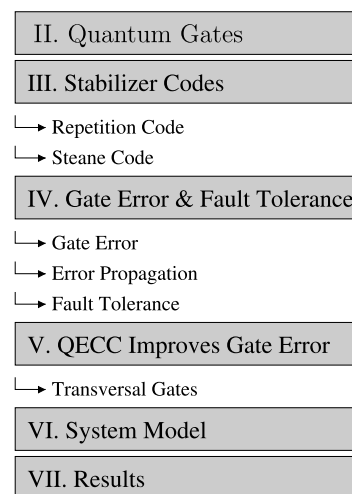 II. Quantum Gates
III. Stabilizer Codes
Repetition Code
Steane Code
IV. Gate Error & Fault Tolerance
Gate Error
Error Propagation
Fault Tolerance
V. QECC Improves Gate Error
Transversal Gates
VI. System Model
VII. Results